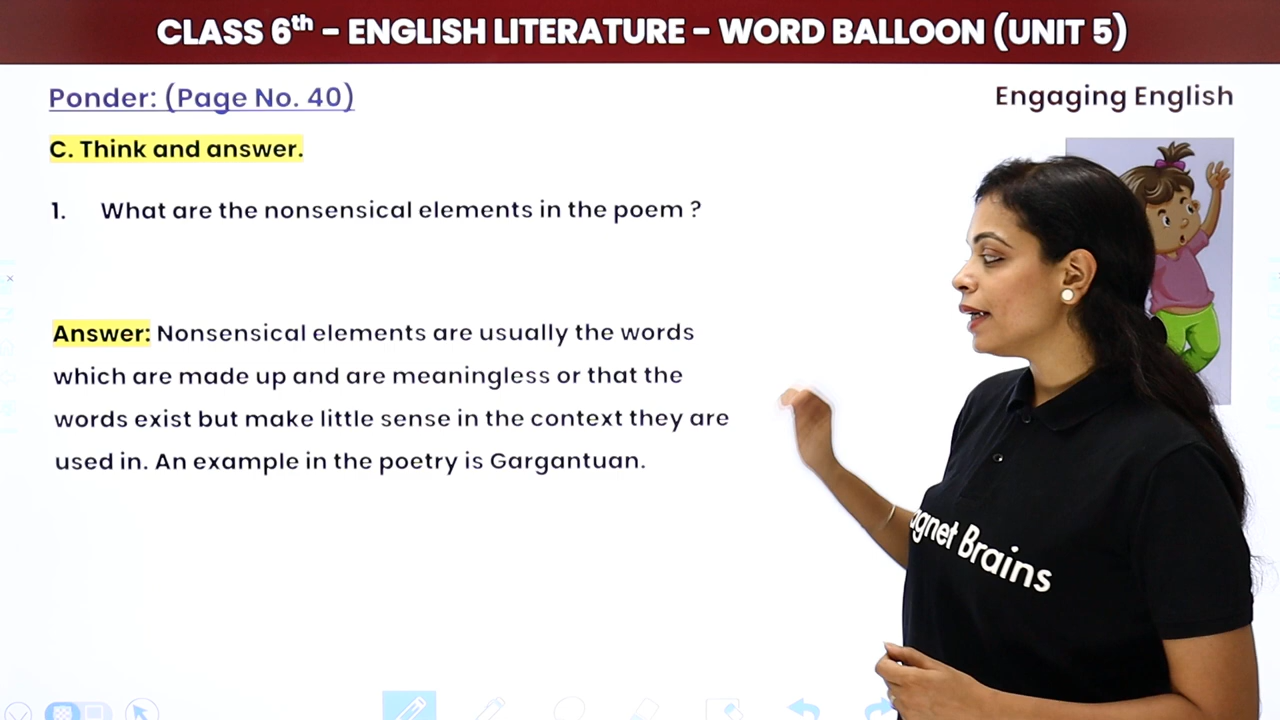 CLASS 6th – ENGLISH LITERATURE – WORD BALLOON (UNIT 5)
Ponder: (Page No. 40)
Engaging English
C. Think and answer.
1. What are the nonsensical elements in the poem ?
Answer: Nonsensical elements are usually the words
which are made up and are meaningless or that the
words exist but make little sense in the context they are
used in. An example in the poetry is Gargantuan.
agnet Brains